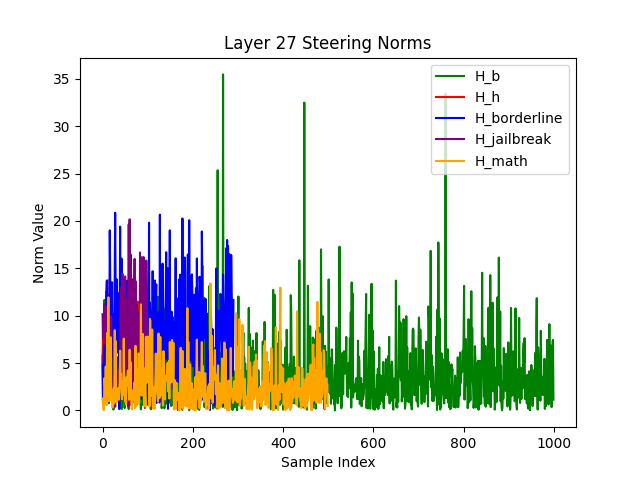 Layer 27 Steering Norms
H_b
H_h
H_borderline
H_jailbreak
H_math
Norm Value
35
30
25
20
15
10
5
0
0 200 400 600 800 1000
Sample Index